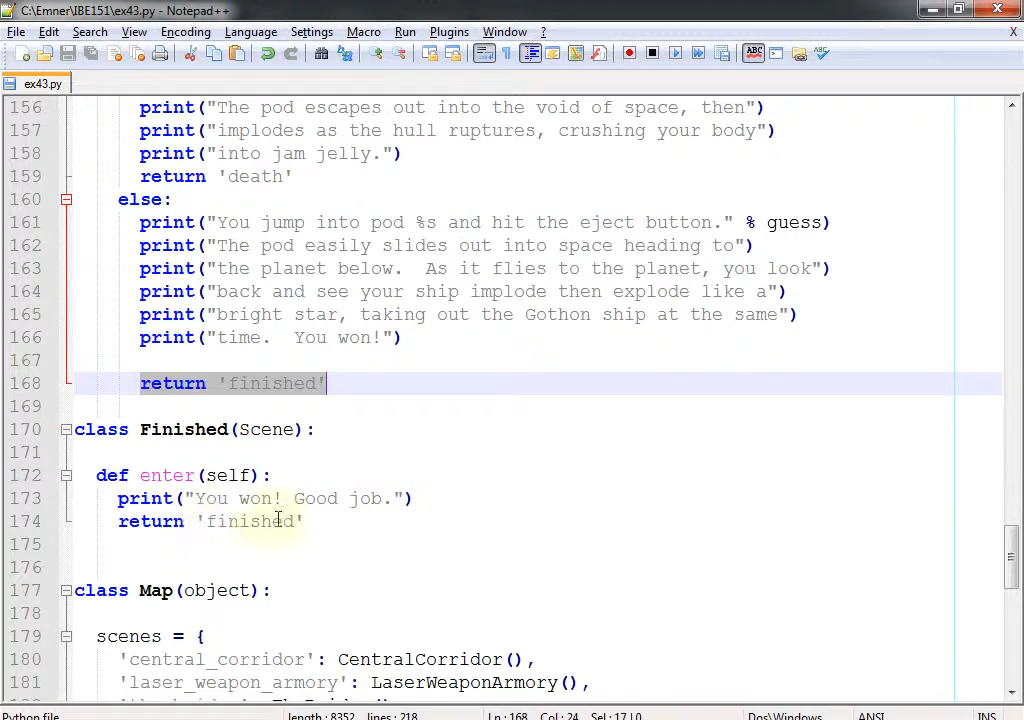 C:\Emner\IBE151\ex43.py - Notepad++
File Edit Search View Encoding Language Settings Macro Run Plugins Window ? X
ABC ABC
ex43.py
156 print("The pod escapes out into the void of space, then")
157 print("implodes as the hull ruptures, crushing your body")
158 print("into jam jelly.")
159 return 'death'
160 else:
161 print("You jump into pod %s and hit the eject button." % guess)
162 print("The pod easily slides out into space heading to")
163 print("the planet below.  As it flies to the planet, you look")
164 print("back and see your ship implode then explode like a")
165 print("bright star, taking out the Gothon ship at the same")
166 print("time.  You won!")
167
168 return 'finished'
169
170 class Finished(Scene):
171
172 def enter(self):
173 print("You won! Good job.")
174 return 'finished'
175
176
177 class Map(object):
178
179 scenes = {
180 'central_corridor': CentralCorridor(),
181 'laser_weapon_armory': LaserWeaponArmory(),
Python file length : 8352 lines : 218 Ln : 168 Col : 24 Sel : 17 | 0 Dos\Windows ANSI INS